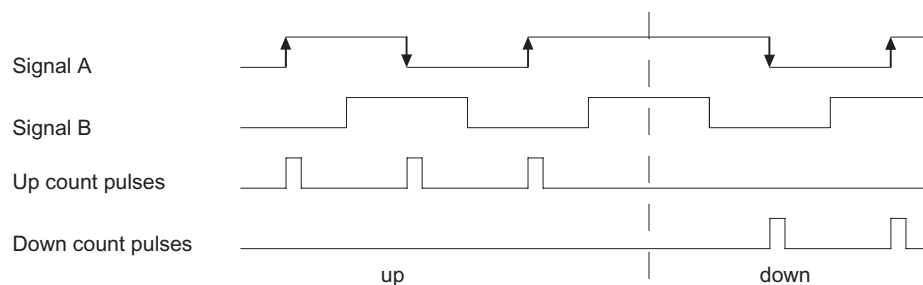 Signal A
Signal B
Up count pulses
Down count pulses
up down